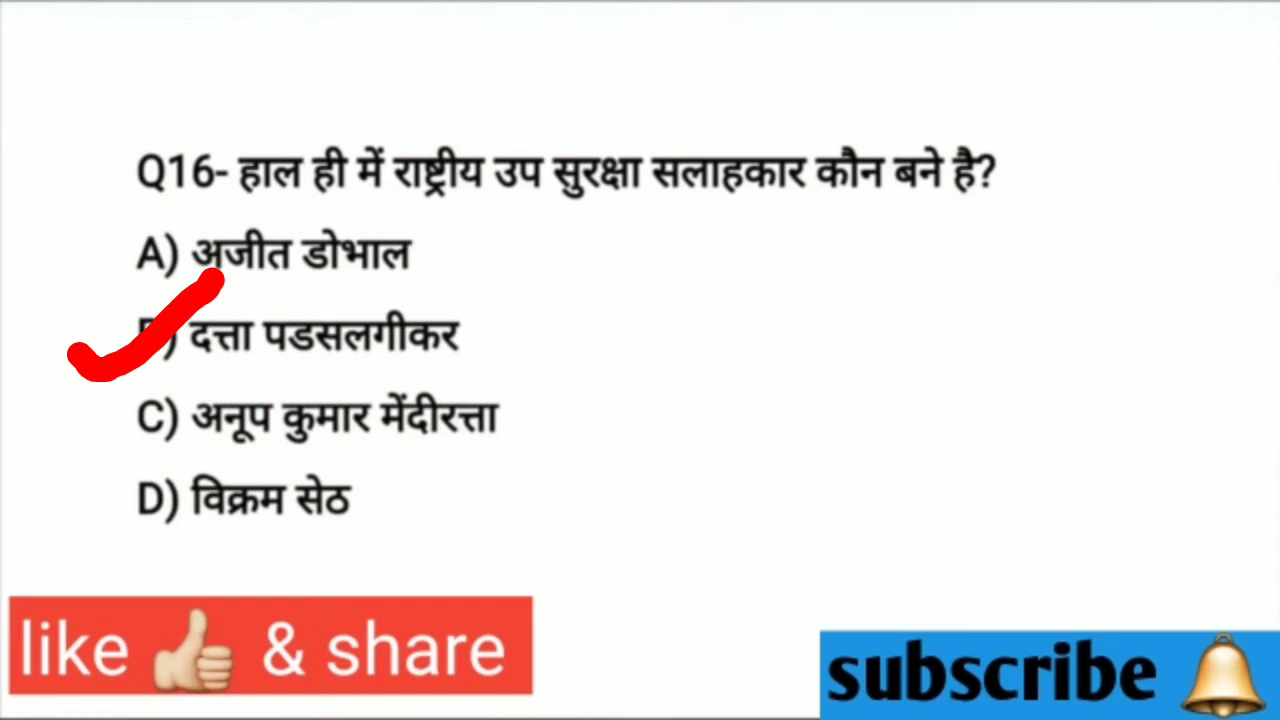 Q16- हाल ही में राष्ट्रीय उप सुरक्षा सलाहकार कौन बने है?
A) अजीत डोभाल
B) दत्ता पडसलगीकर
C) अनूप कुमार मेंदीरत्ता
D) विक्रम सेठ
like & share
subscribe